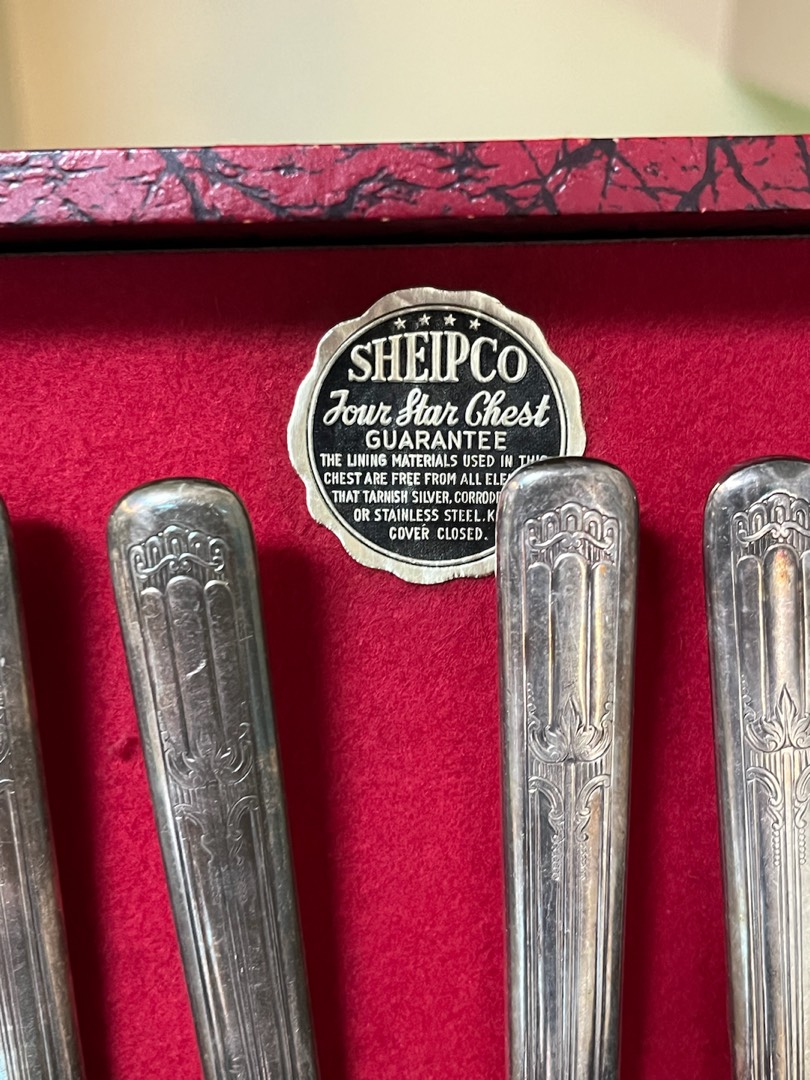 SHEIPCO
Four Star Chest
GUARANTEE
THE LINING MATERIALS USED IN THIS
CHEST ARE FREE FROM ALL
THAT TARNISH SILVER,
OR STAINLESS STEEL.
COVER CLOSED.